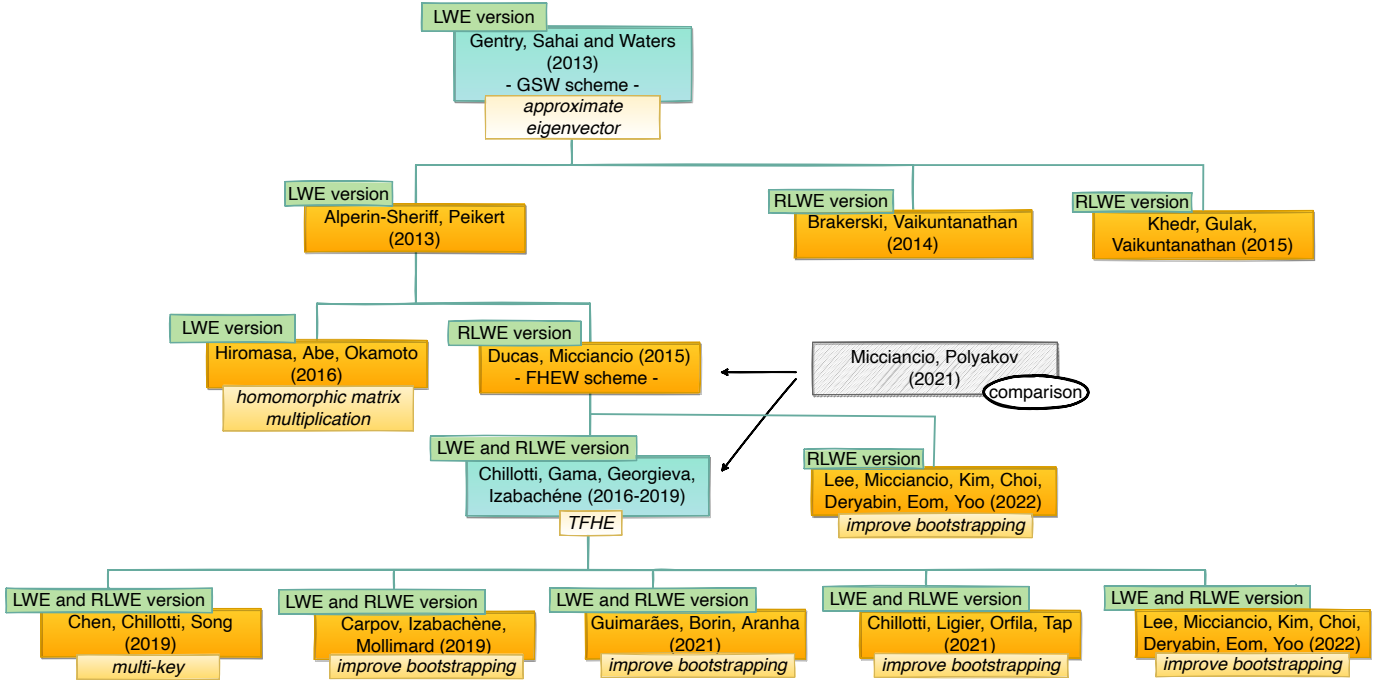 LWE version
Gentry, Sahai and Waters
(2013)
- GSW scheme -
approximate
eigenvector
LWE version
Alperin-Sheriff, Peikert
(2013)
RLWE version
Brakerski, Vaikuntanathan
(2014)
RLWE version
Khedr, Gulak,
Vaikuntanathan (2015)
LWE version
Hiromasa, Abe, Okamoto
(2016)
homomorphic matrix
multiplication
RLWE version
Ducas, Micciancio (2015)
- FHEW scheme -
Micciancio, Polyakov
(2021)
comparison
LWE and RLWE version
Chillotti, Gama, Georgieva,
Izabachéne (2016-2019)
TFHE
RLWE version
Lee, Micciancio, Kim, Choi,
Deryabin, Eom, Yoo (2022)
improve bootstrapping
LWE and RLWE version
Chen, Chillotti, Song
(2019)
multi-key
LWE and RLWE version
Carpov, Izabachène,
Mollimard (2019)
improve bootstrapping
LWE and RLWE version
Guimarães, Borin, Aranha
(2021)
improve bootstrapping
LWE and RLWE version
Chillotti, Ligier, Orfila, Tap
(2021)
improve bootstrapping
LWE and RLWE version
Lee, Micciancio, Kim, Choi,
Deryabin, Eom, Yoo (2022)
improve bootstrapping